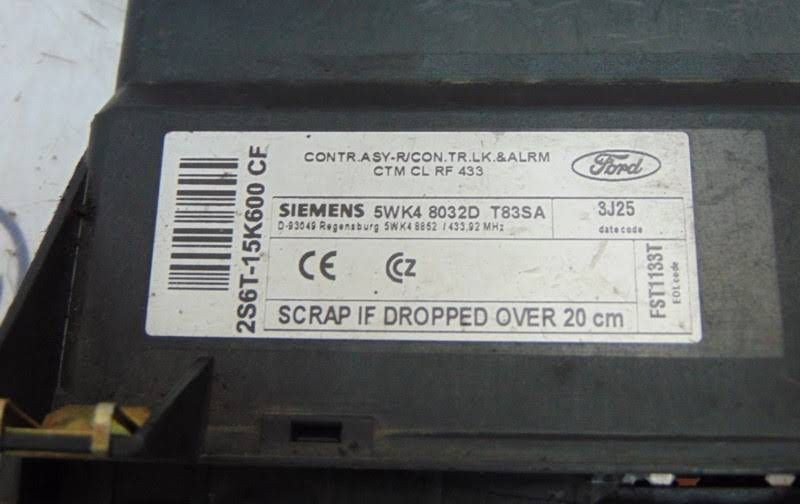 CONTR.ASY-R/CON.TR.LK.&ALRM
CTM CL RF 433
Ford
2S6T-15K600 CF
SIEMENS 5WK4 8032D T83SA
D-93049 Regensburg 5WK4 8852 / 433,92 MHz
3J25
date code
CE CCZ
FST1133T
EOL code
SCRAP IF DROPPED OVER 20 cm